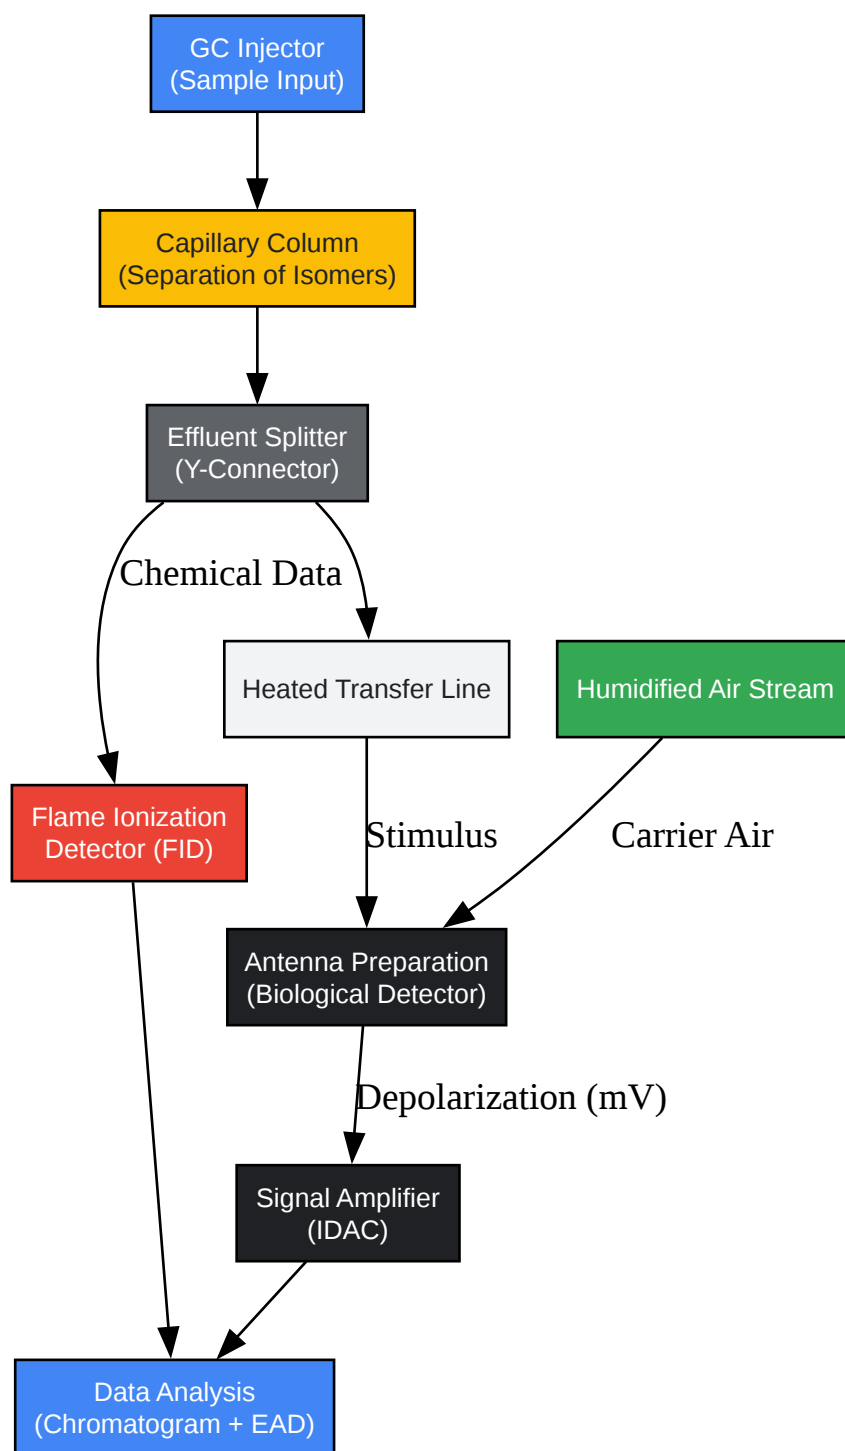 GC Injector
(Sample Input)
Capillary Column
(Separation of Isomers)
Effluent Splitter
(Y-Connector)
Chemical Data
Heated Transfer Line
Humidified Air Stream
Flame Ionization
Detector (FID)
Stimulus
Carrier Air
Antenna Preparation
(Biological Detector)
Depolarization (mV)
Signal Amplifier
(IDAC)
Data Analysis
(Chromatogram + EAD)